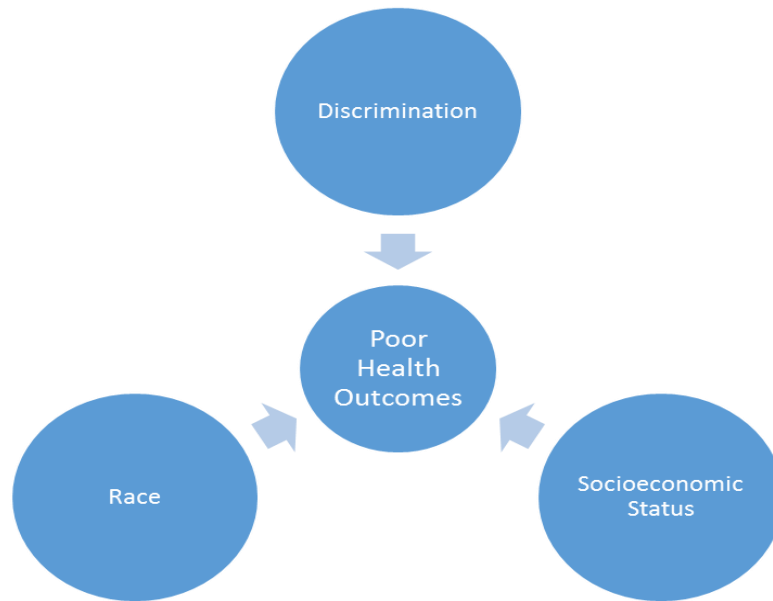 Discrimination
Poor
Health
Outcomes
Race
Socioeconomic
Status